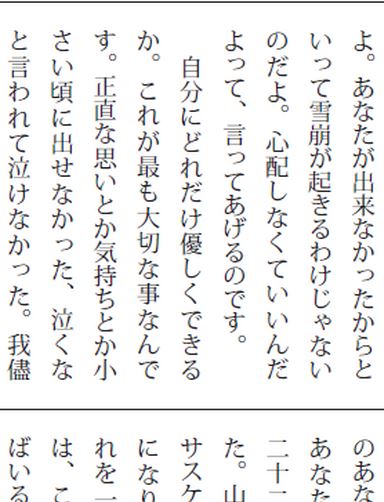 よ。あなたが出来なかったからと
いって雪崩が起きるわけじゃない
のだよ。心配しなくていいんだ
よって、言ってあげるのです。
自分にどれだけ優しくできる
か。これが最も大切な事なんで
す。正直な思いとか気持ちとか小
さい頃に出せなかった、泣くな
と言われて泣けなかった。我儘
のあな
あなた
二十二
た。山
サスケ
になり
れを一
は、こ
ばいる